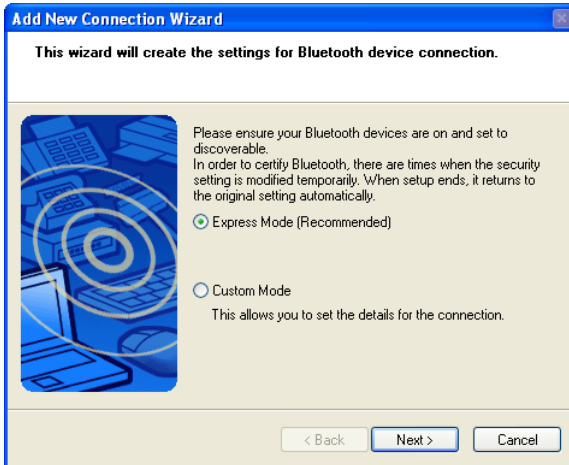 Add New Connection Wizard
This wizard will create the settings for Bluetooth device connection.
Please ensure your Bluetooth devices are on and set to
discoverable.
In order to certify Bluetooth, there are times when the security
setting is modified temporarily. When setup ends, it returns to
the original setting automatically.
Express Mode (Recommended)
Custom Mode
This allows you to set the details for the connection.
< Back Next > Cancel